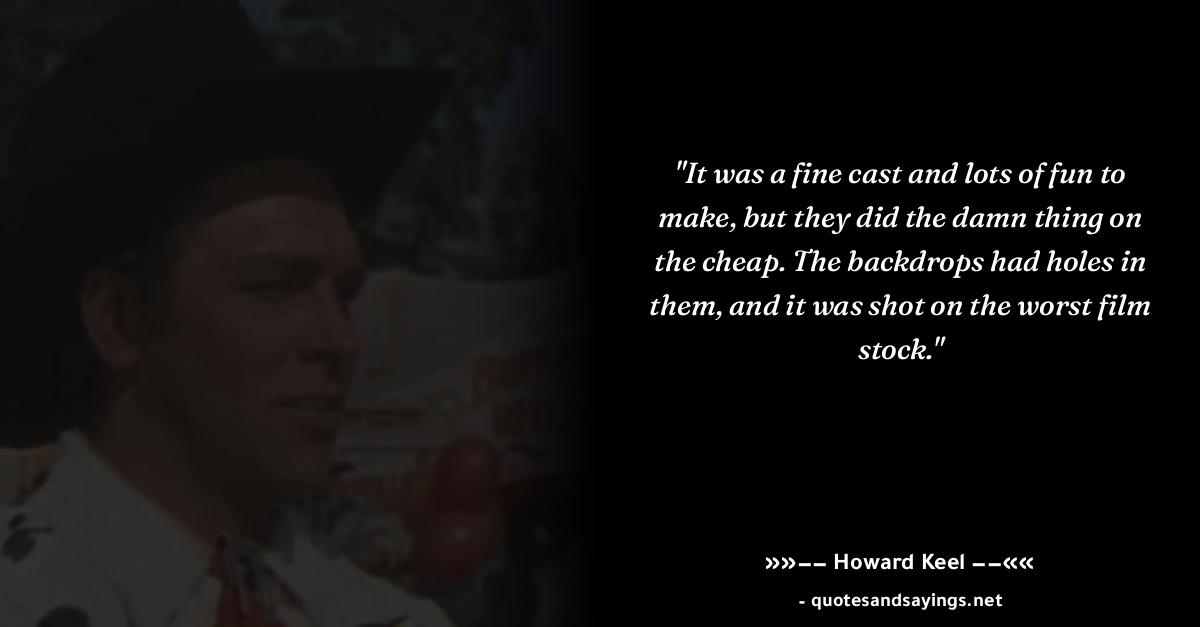 "It was a fine cast and lots of fun to
make, but they did the damn thing on
the cheap. The backdrops had holes in
them, and it was shot on the worst film
stock."
»»–– Howard Keel ––««
- quotesandsayings.net